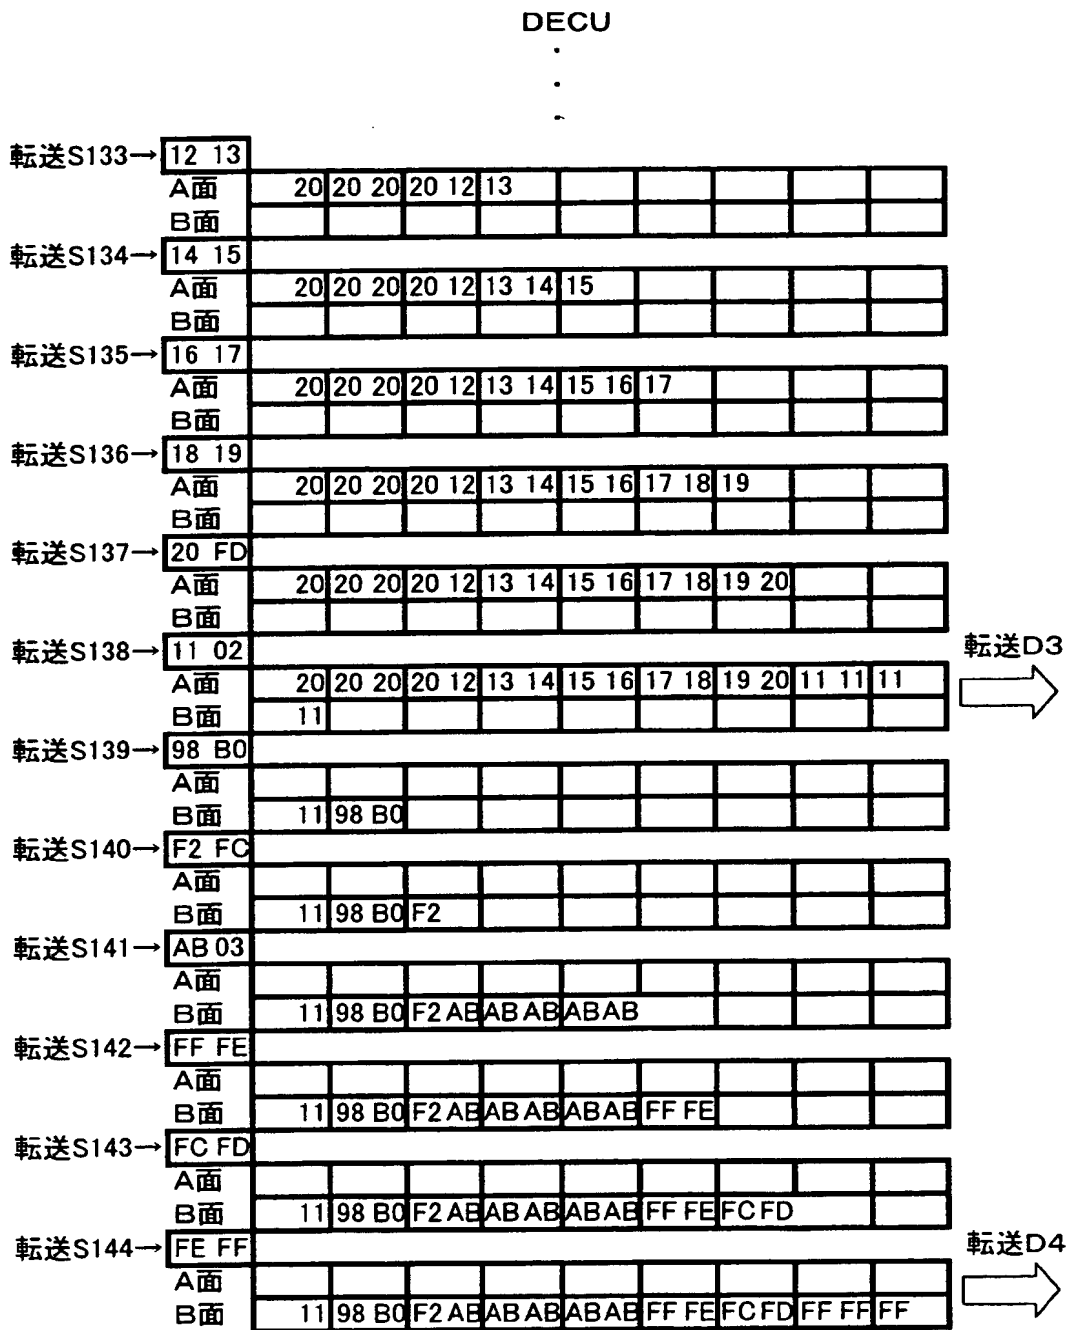 DECU
転送S133→ 12 13
A面 20 20 20 20 12 13
B面
転送S134→ 14 15
A面 20 20 20 20 12 13 14 15
B面
転送S135→ 16 17
A面 20 20 20 20 12 13 14 15 16 17
B面
転送S136→ 18 19
A面 20 20 20 20 12 13 14 15 16 17 18 19
B面
転送S137→ 20 FD
A面 20 20 20 20 12 13 14 15 16 17 18 19 20
B面
転送S138→ 11 02 転送D3
A面 20 20 20 20 12 13 14 15 16 17 18 19 20 11 11 11
B面 11
転送S139→ 98 B0
A面
B面 11 98 B0
転送S140→ F2 FC
A面
B面 11 98 B0 F2
転送S141→ AB 03
A面
B面 11 98 B0 F2 AB AB AB AB AB
転送S142→ FF FE
A面
B面 11 98 B0 F2 AB AB AB AB AB FF FE
転送S143→ FC FD
A面
B面 11 98 B0 F2 AB AB AB AB AB FF FE FC FD
転送S144→ FE FF 転送D4
A面
B面 11 98 B0 F2 AB AB AB AB AB FF FE FC FD FF FF FF